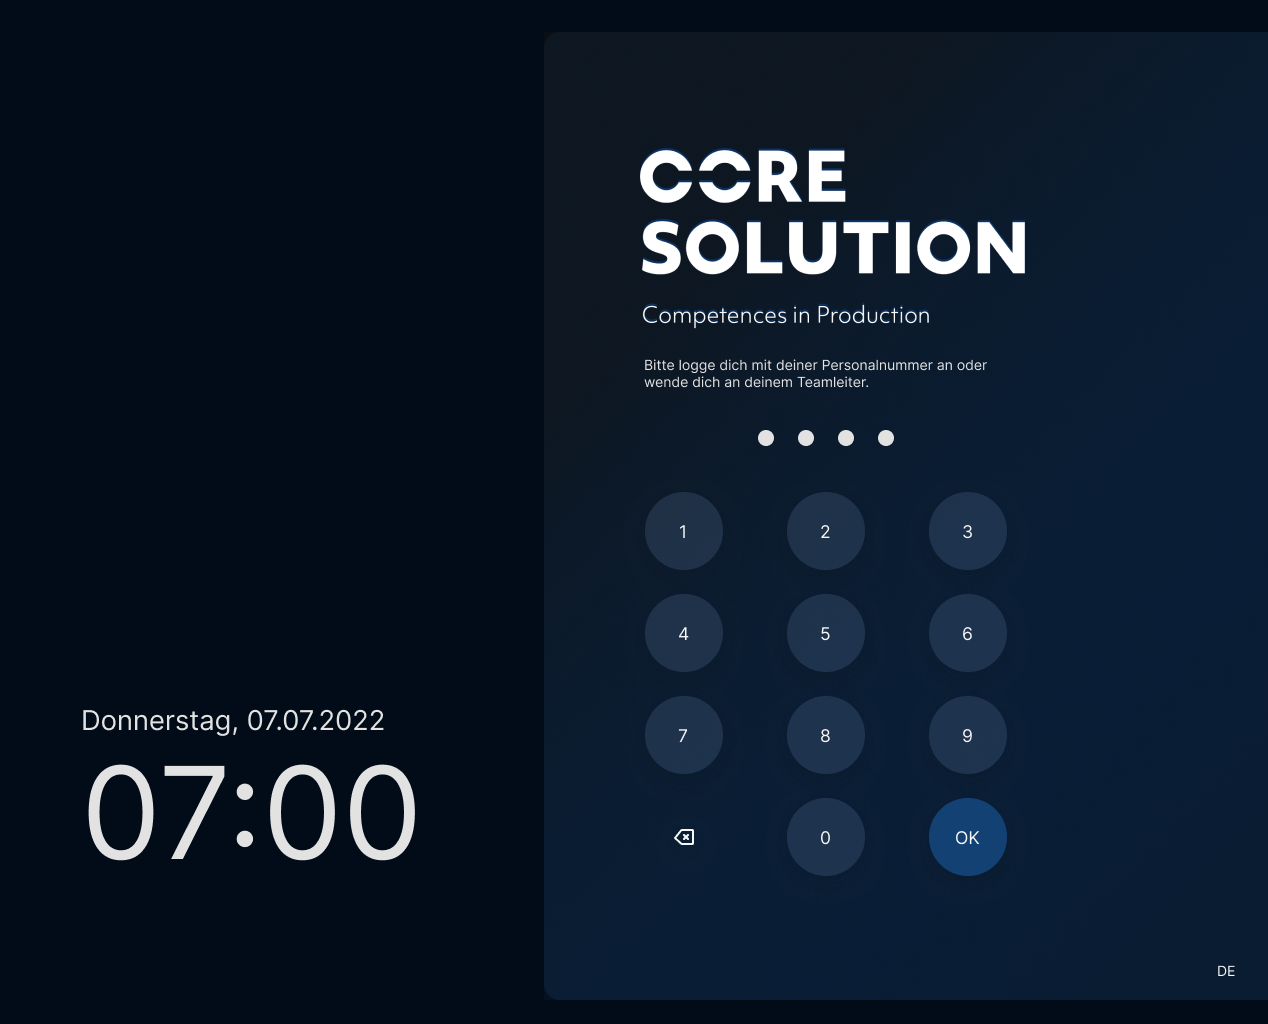 CORE
SOLUTION
Competences in Production
Bitte logge dich mit deiner Personalnummer an oder
wende dich an deinem Teamleiter.
1 2 3
4 5 6
7 8 9
0 OK
Donnerstag, 07.07.2022
07:00
DE